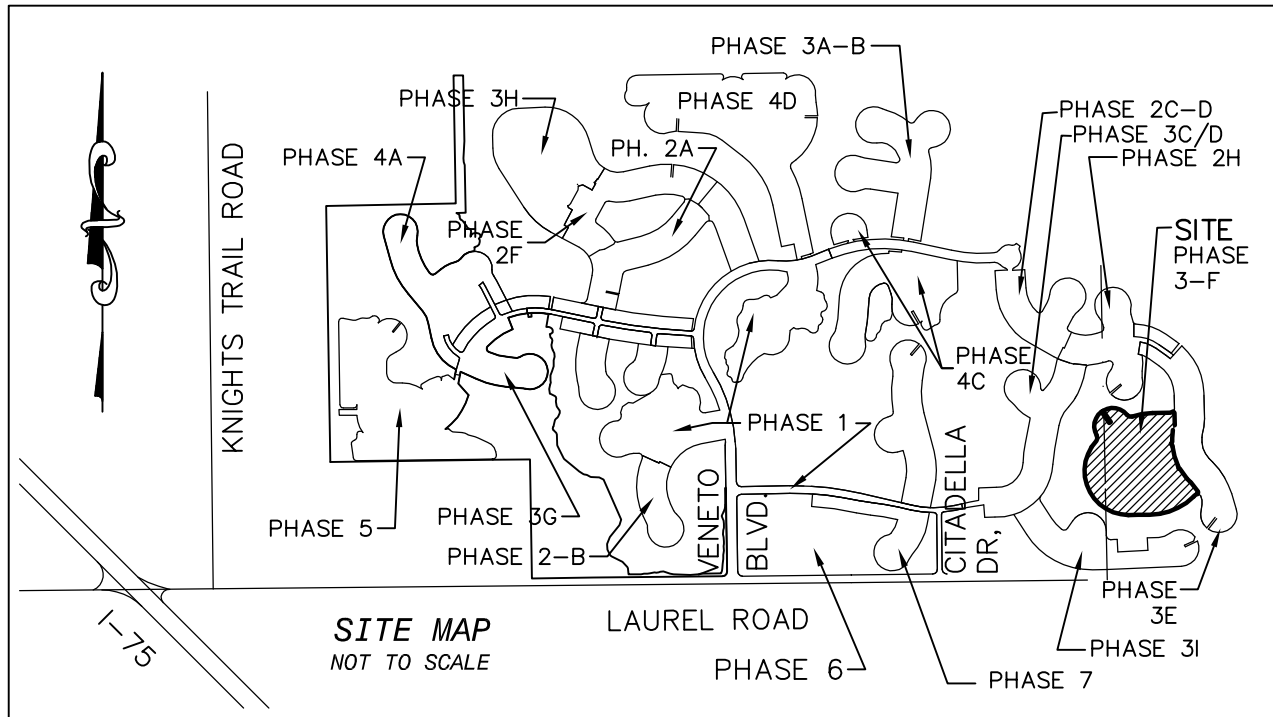 PHASE 3A-B
PHASE 3H
PHASE 4D
PHASE 2C-D
PHASE 3C/D
PHASE 2H
PH. 2A
PHASE 4A
KNIGHTS TRAIL ROAD
PHASE
2F
SITE
PHASE
3-F
PHASE
4C
PHASE 1
PHASE 5
PHASE 3G
PHASE 2-B
VENETO
BLVD.
CITADELLA
DR,
PHASE
3E
I-75
SITE MAP
NOT TO SCALE
LAUREL ROAD
PHASE 6
PHASE 7
PHASE 3I